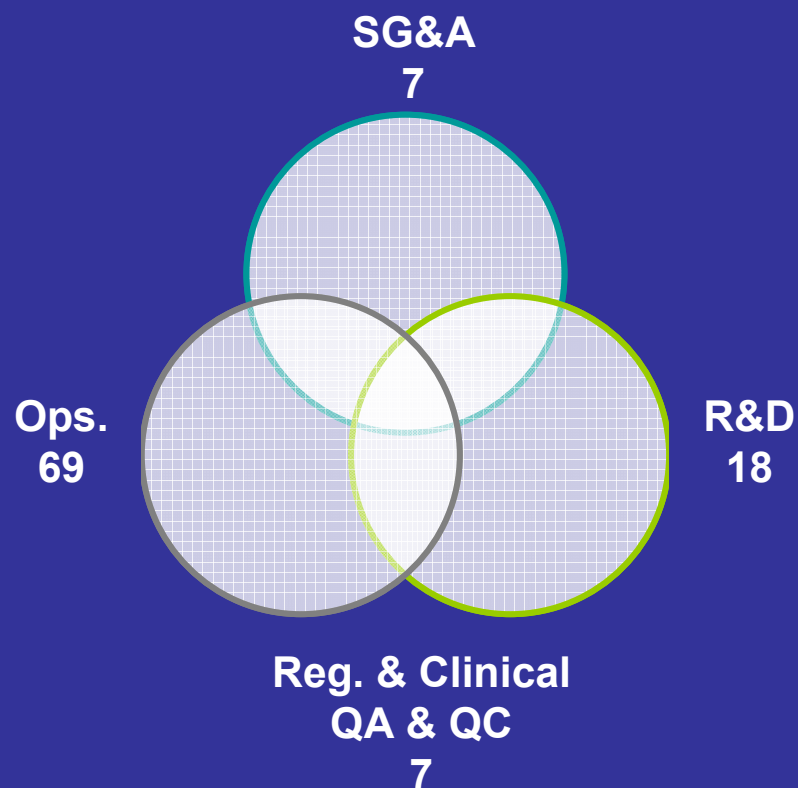 SG&A
7
Ops.
69
R&D
18
Reg. & Clinical
QA & QC
7